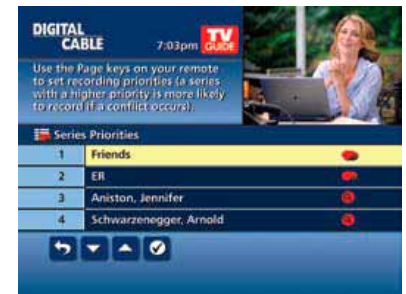 DIGITAL
CABLE
7:03pm
TV
GUIDE
Use the Page keys on your remote
to set recording priorities (a series
with a higher priority is more likely
to record if a conflict occurs).
Series Priorities
1 Friends
2 ER
3 Aniston, Jennifer
4 Schwarzenegger, Arnold